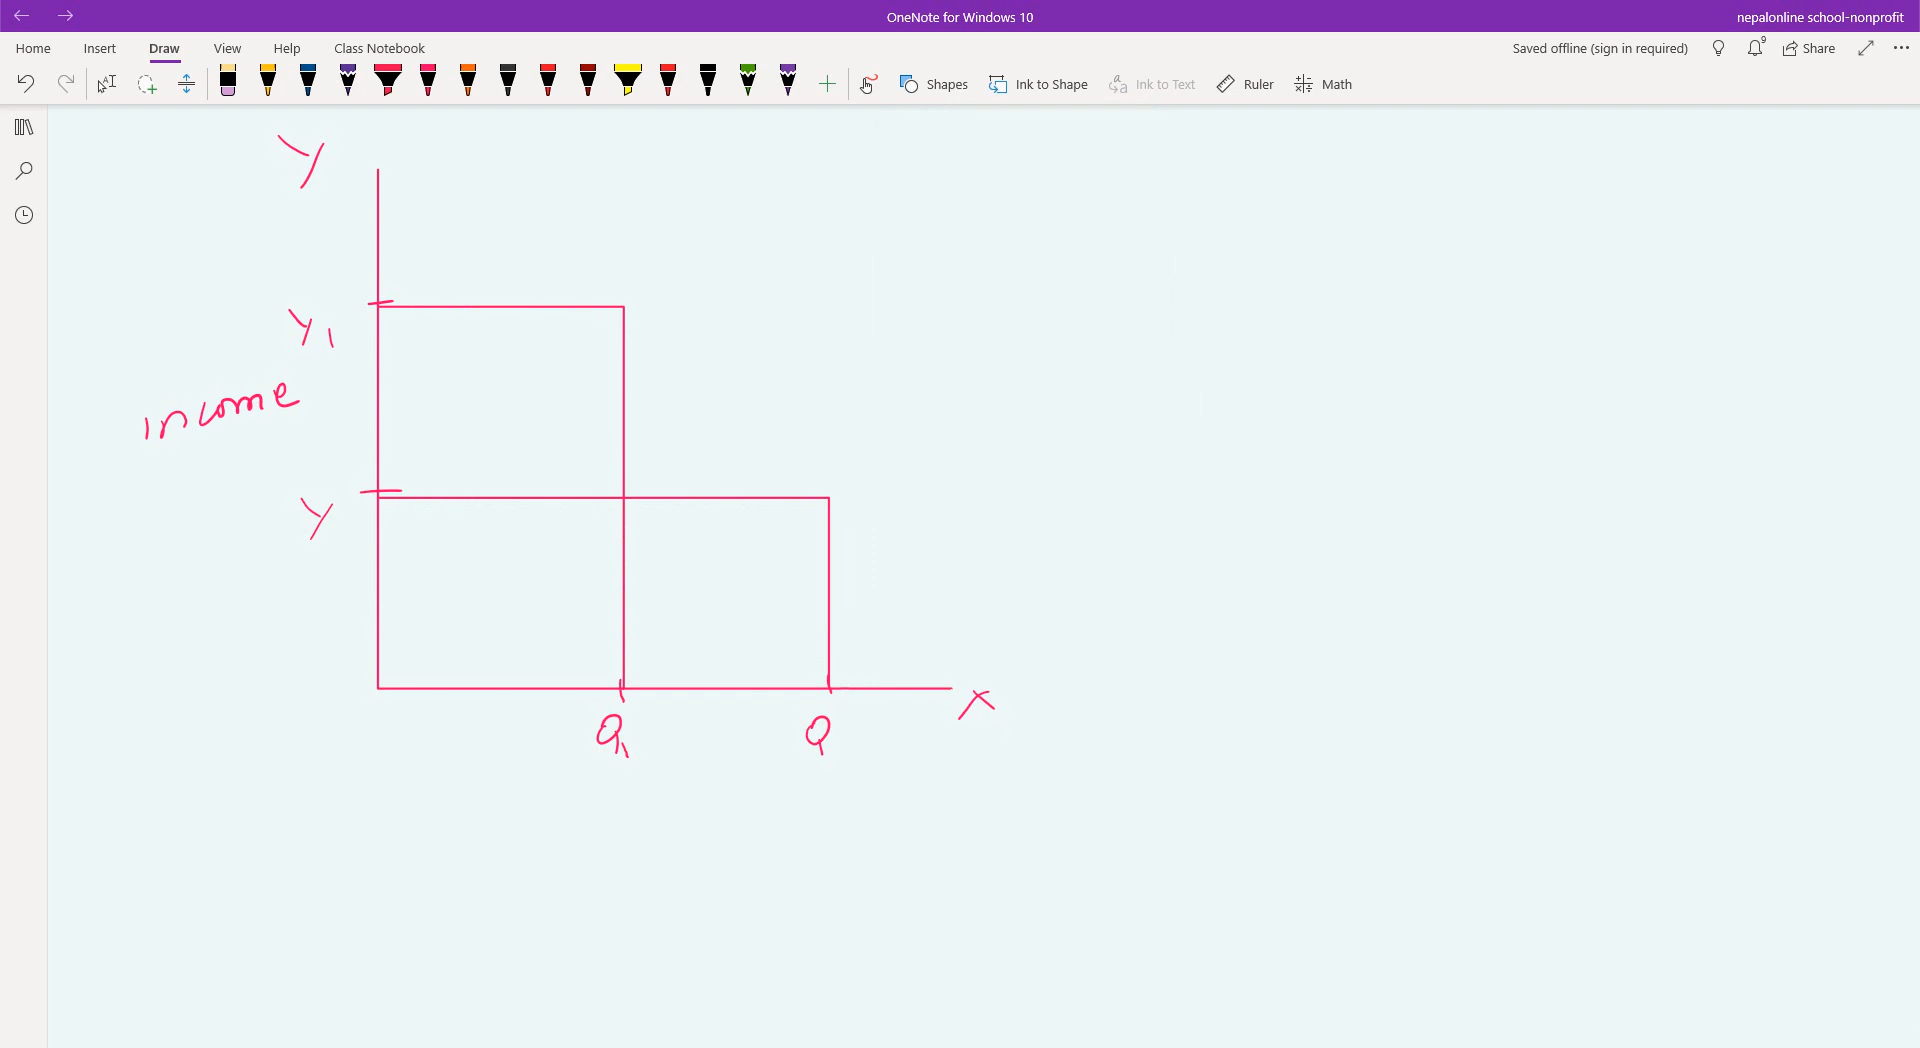 OneNote for Windows 10
nepalonline school-nonprofit
Home Insert Draw View Help Class Notebook
Saved offline (sign in required)
9
Share
Shapes
Ink to Shape
Ink to Text
Ruler
Math
Y
Y1
income
Y
X
Q1 Q